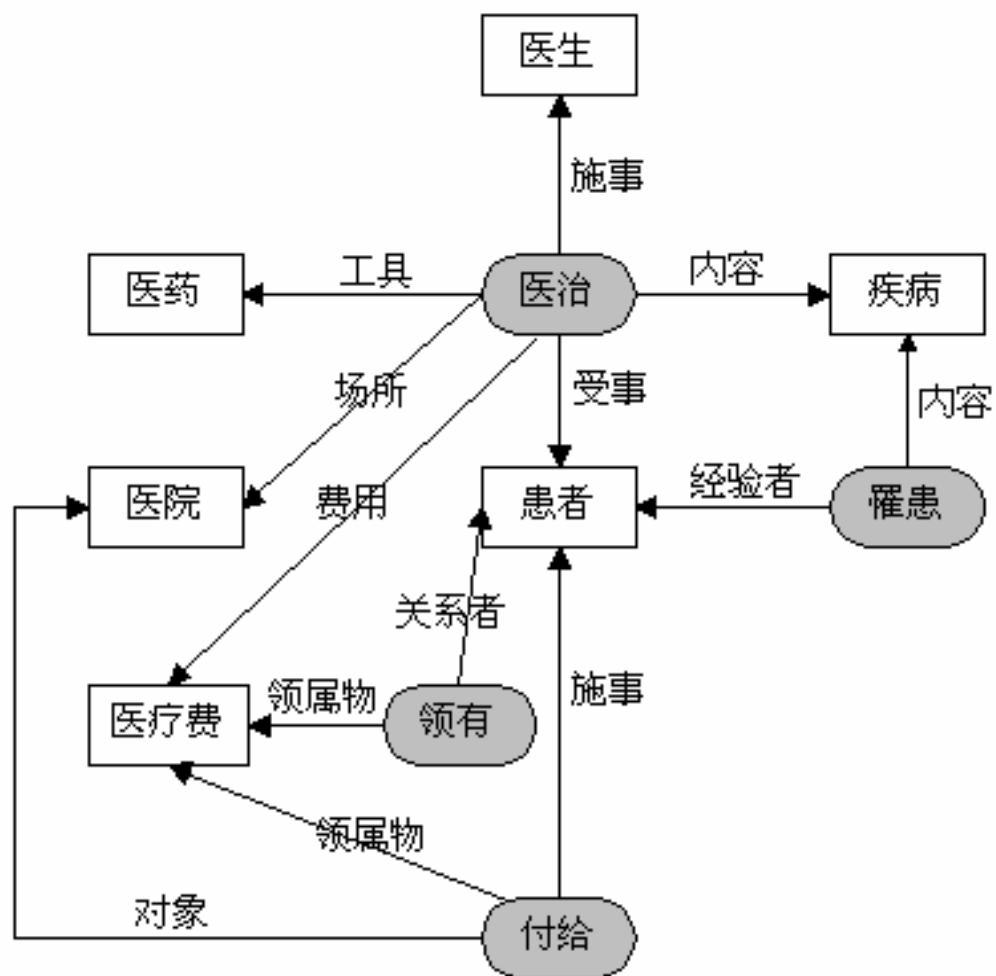 医生
施事
医药
工具
医治
内容
疾病
场所
受事
内容
医院
费用
患者
经验者
罹患
关系者
医疗费
领属物
领有
施事
领属物
对象
付给